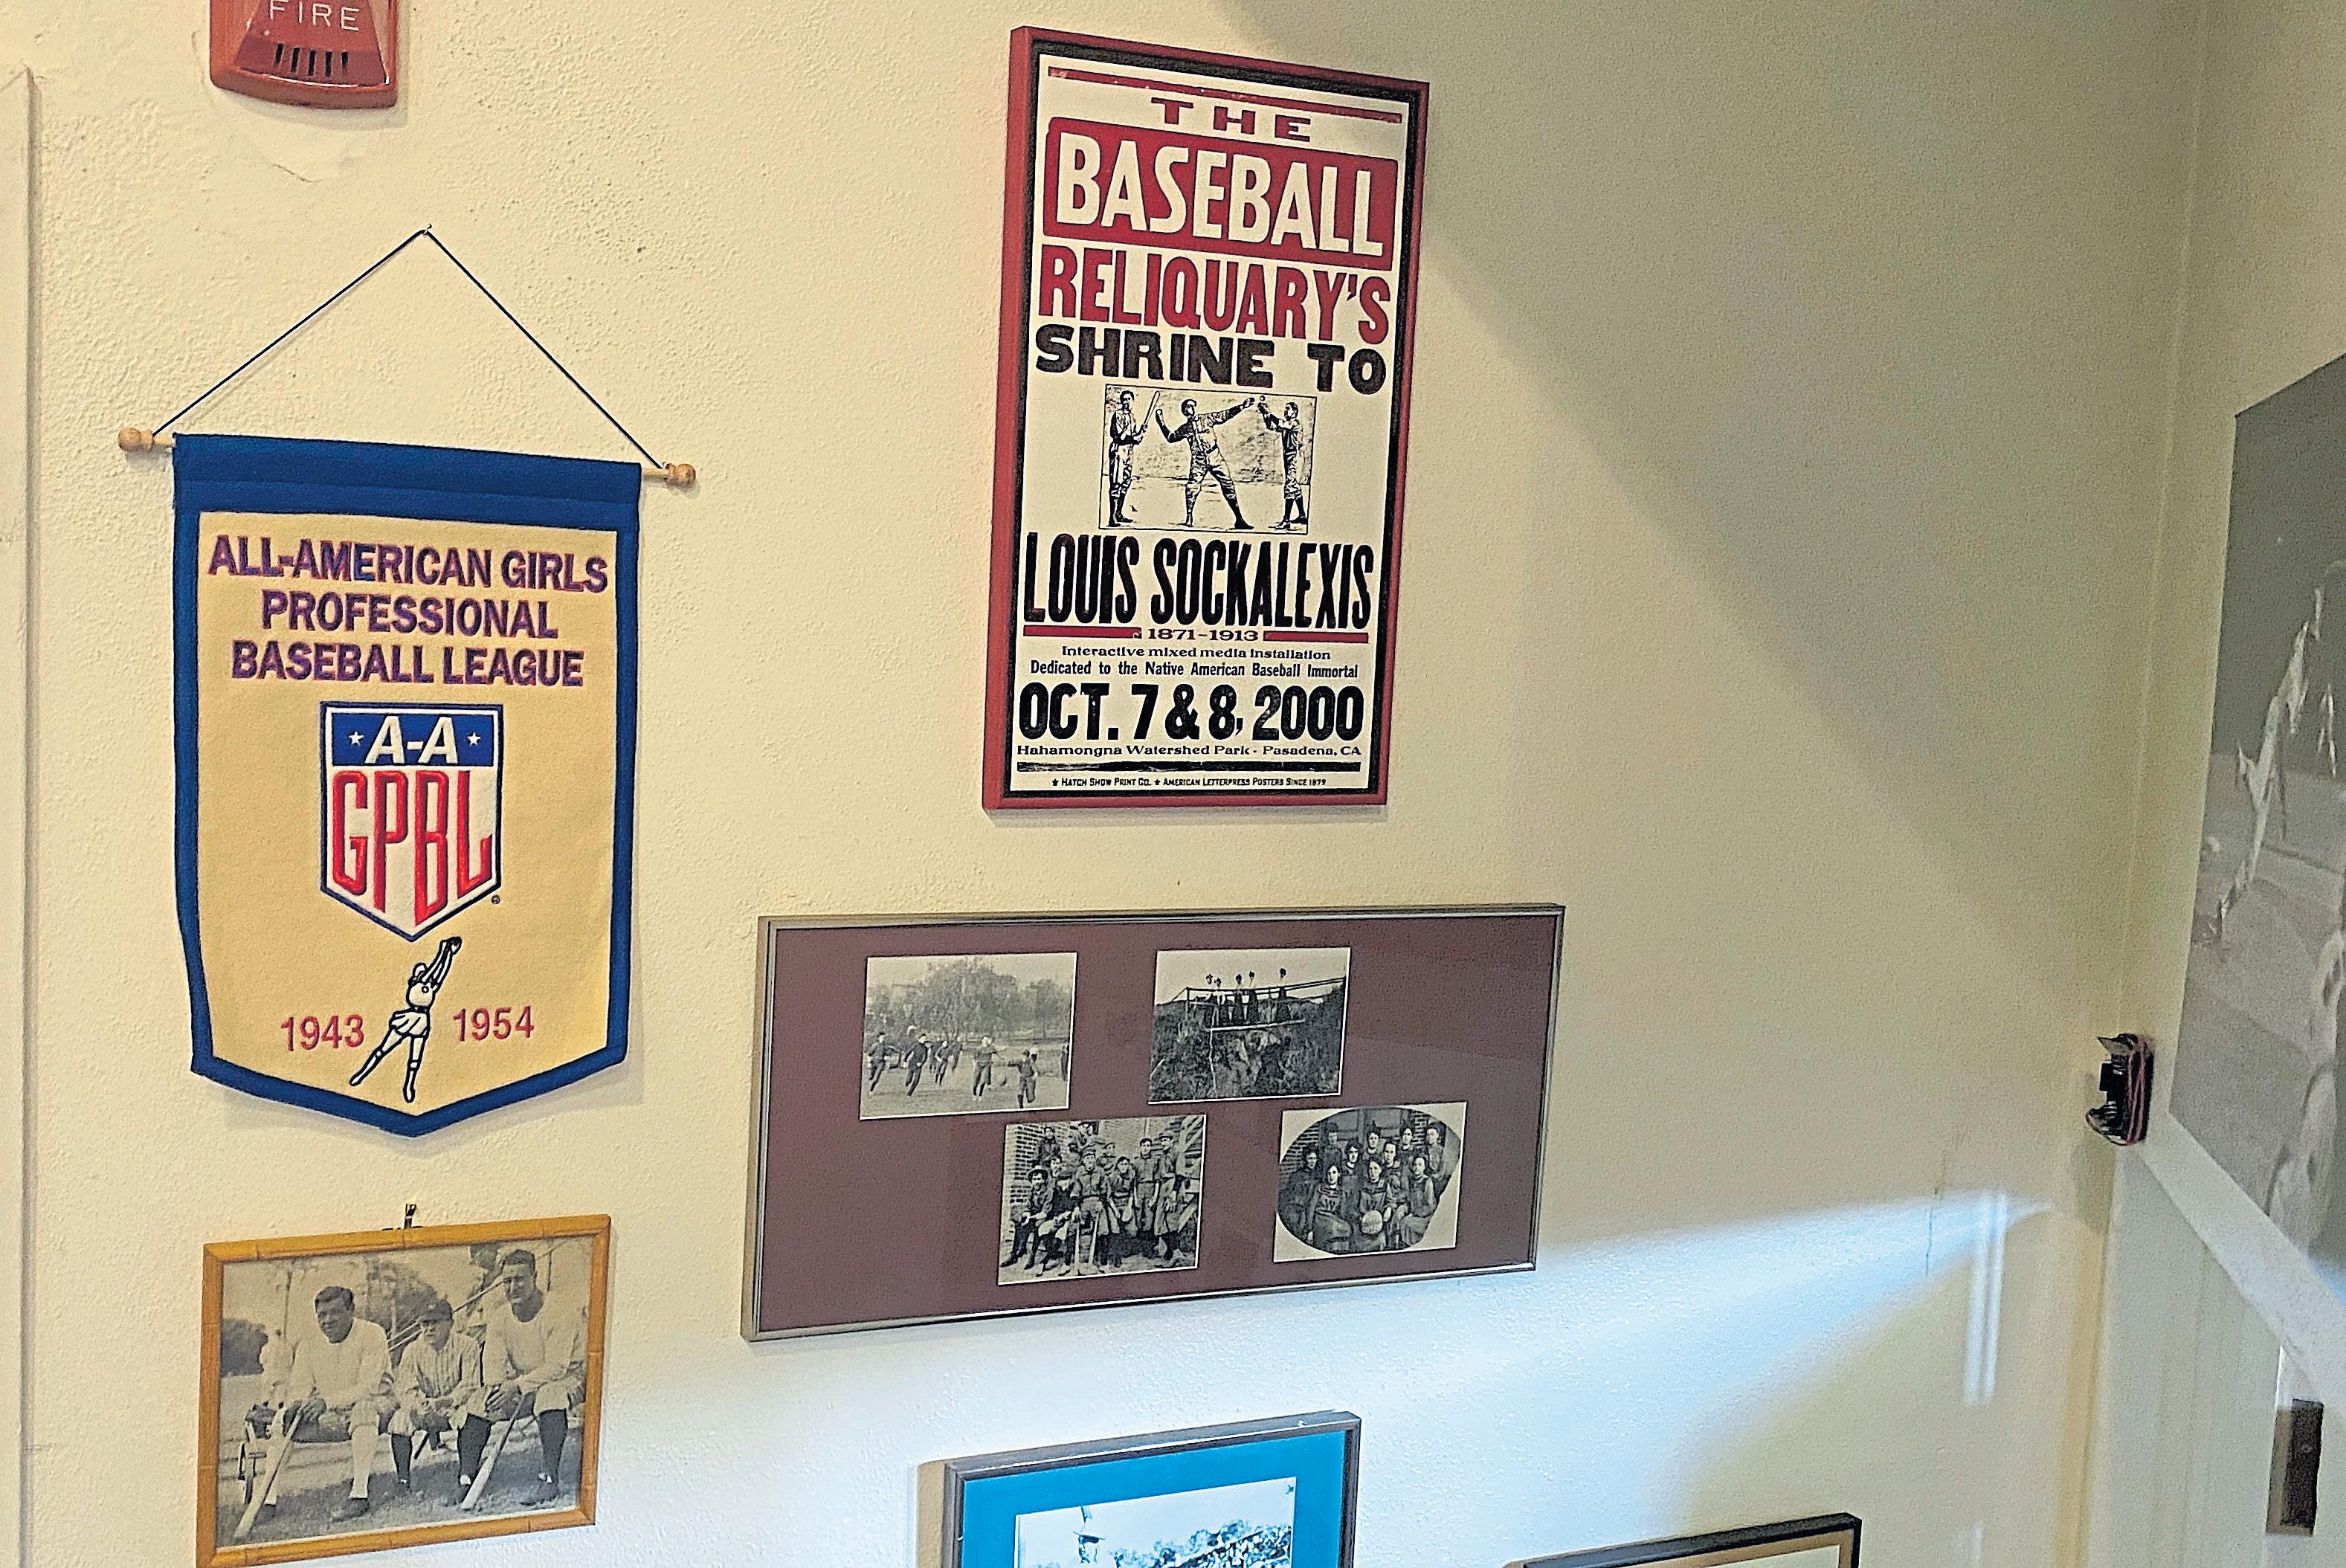 FIRE
ALL-AMERICAN GIRLS
PROFESSIONAL
BASEBALL LEAGUE
A-A
GPBL
1943 1954
THE
BASEBALL
RELIQUARY'S
SHRINE TO
LOUIS SOCKALEXIS
1871-1913
Interactive mixed media installation
Dedicated to the Native American Baseball Immortal
OCT. 7 & 8, 2000
Hahamongna Watershed Park - Pasadena, CA
★ HATCH SHOW PRINT CO. ★ AMERICAN LETTERPRESS POSTERS SINCE 1879